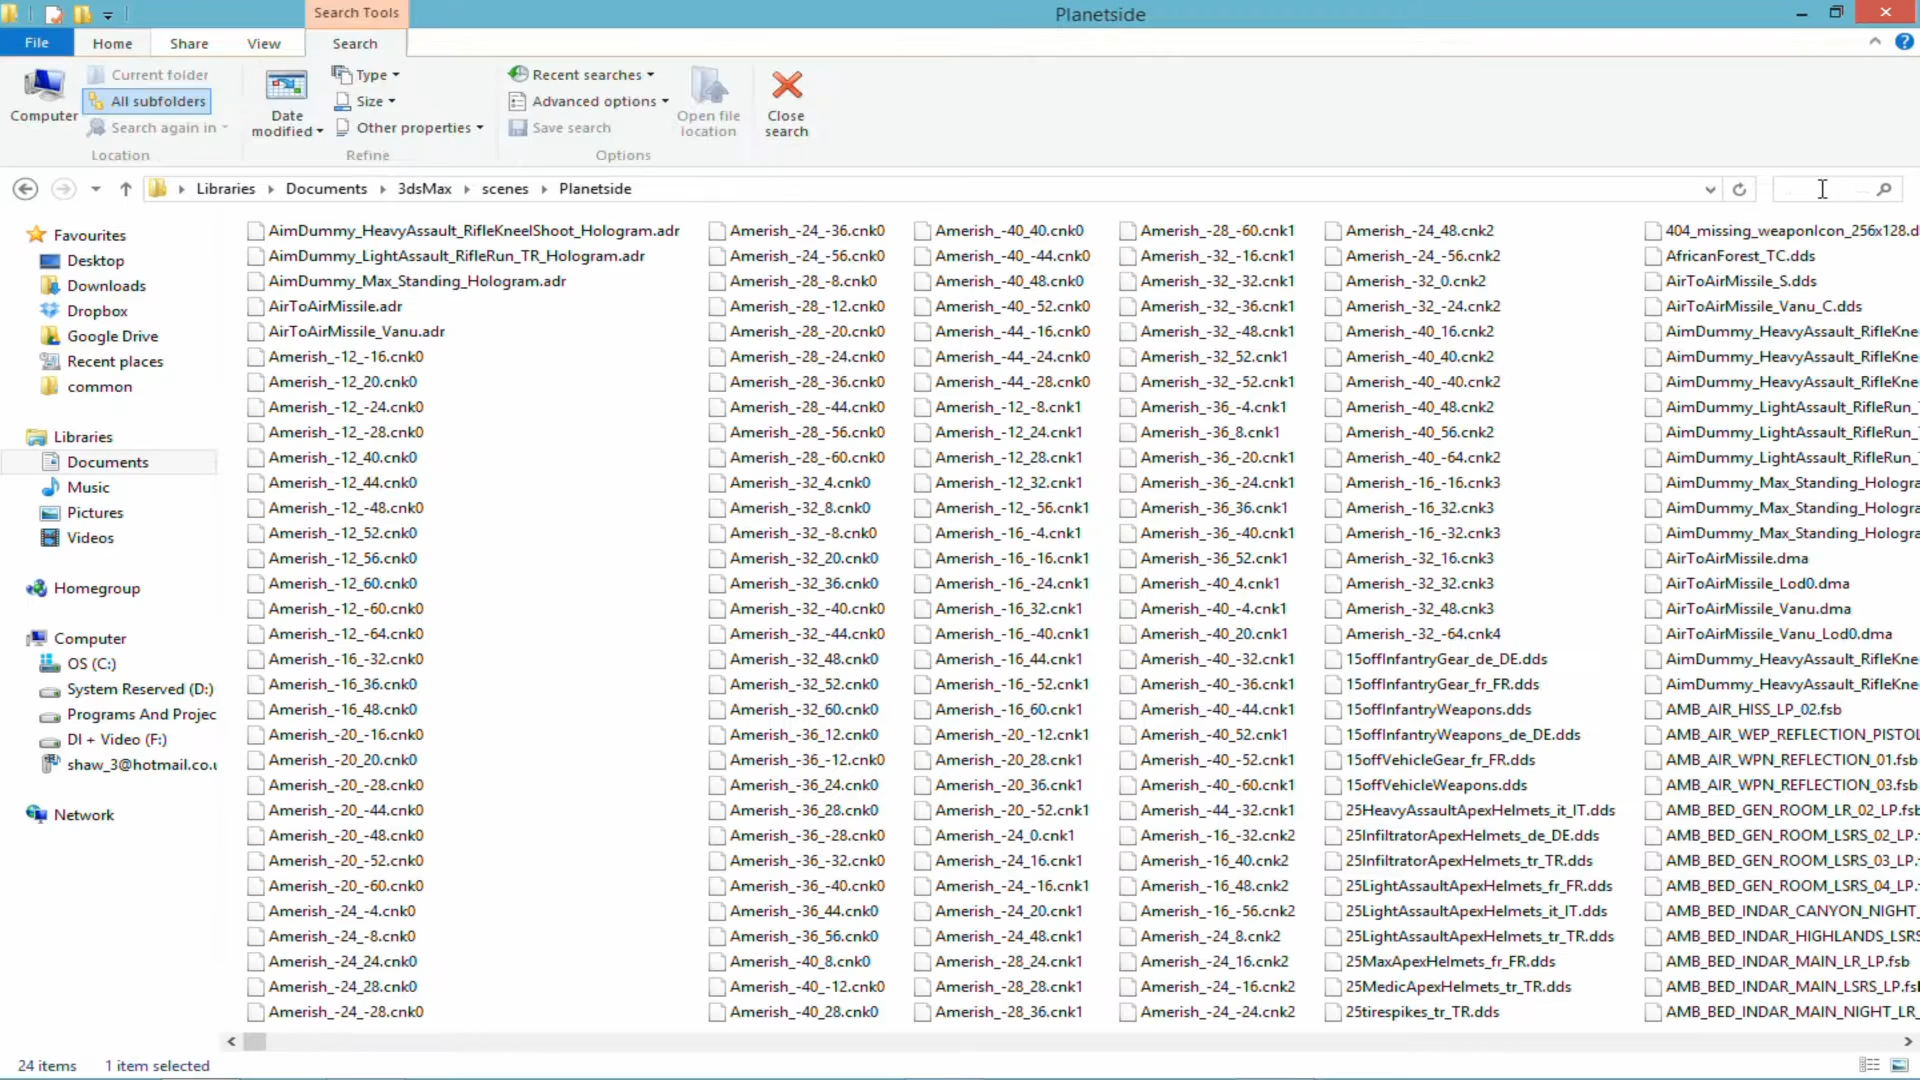 Search Tools
Planetside
File
Home
Share
View
Search
Computer
Current folder
All subfolders
Search again in
Location
Date modified
Type
Size
Other properties
Refine
Recent searches
Advanced options
Save search
Options
Open file location
Close search
Libraries
Documents
3dsMax
scenes
Planetside
Favourites
Desktop
Downloads
Dropbox
Google Drive
Recent places
common
Libraries
Documents
Music
Pictures
Videos
Homegroup
Computer
OS (C:)
System Reserved (D:)
Programs And Projec
DI + Video (F:)
shaw_3@hotmail.co.u
Network
AimDummy_HeavyAssault_RifleKneelShoot_Hologram.adr
AimDummy_LightAssault_RifleRun_TR_Hologram.adr
AimDummy_Max_Standing_Hologram.adr
AirToAirMissile.adr
AirToAirMissile_Vanu.adr
Amerish_-12_-16.cnk0
Amerish_-12_20.cnk0
Amerish_-12_-24.cnk0
Amerish_-12_-28.cnk0
Amerish_-12_40.cnk0
Amerish_-12_44.cnk0
Amerish_-12_-48.cnk0
Amerish_-12_52.cnk0
Amerish_-12_56.cnk0
Amerish_-12_60.cnk0
Amerish_-12_-60.cnk0
Amerish_-12_-64.cnk0
Amerish_-16_-32.cnk0
Amerish_-16_36.cnk0
Amerish_-16_48.cnk0
Amerish_-20_-16.cnk0
Amerish_-20_20.cnk0
Amerish_-20_-28.cnk0
Amerish_-20_-44.cnk0
Amerish_-20_-48.cnk0
Amerish_-20_-52.cnk0
Amerish_-20_-60.cnk0
Amerish_-24_-4.cnk0
Amerish_-24_-8.cnk0
Amerish_-24_24.cnk0
Amerish_-24_28.cnk0
Amerish_-24_-28.cnk0
Amerish_-24_-36.cnk0
Amerish_-24_-56.cnk0
Amerish_-28_-8.cnk0
Amerish_-28_-12.cnk0
Amerish_-28_-20.cnk0
Amerish_-28_-24.cnk0
Amerish_-28_-36.cnk0
Amerish_-28_-44.cnk0
Amerish_-28_-56.cnk0
Amerish_-28_-60.cnk0
Amerish_-32_4.cnk0
Amerish_-32_8.cnk0
Amerish_-32_-8.cnk0
Amerish_-32_20.cnk0
Amerish_-32_36.cnk0
Amerish_-32_-40.cnk0
Amerish_-32_-44.cnk0
Amerish_-32_48.cnk0
Amerish_-32_52.cnk0
Amerish_-32_60.cnk0
Amerish_-36_12.cnk0
Amerish_-36_-12.cnk0
Amerish_-36_24.cnk0
Amerish_-36_28.cnk0
Amerish_-36_-28.cnk0
Amerish_-36_-32.cnk0
Amerish_-36_-40.cnk0
Amerish_-36_44.cnk0
Amerish_-36_56.cnk0
Amerish_-40_8.cnk0
Amerish_-40_-12.cnk0
Amerish_-40_28.cnk0
Amerish_-40_40.cnk0
Amerish_-40_-44.cnk0
Amerish_-40_48.cnk0
Amerish_-40_-52.cnk0
Amerish_-44_-16.cnk0
Amerish_-44_-24.cnk0
Amerish_-44_-28.cnk0
Amerish_-12_-8.cnk1
Amerish_-12_24.cnk1
Amerish_-12_28.cnk1
Amerish_-12_32.cnk1
Amerish_-12_-56.cnk1
Amerish_-16_-4.cnk1
Amerish_-16_-16.cnk1
Amerish_-16_-24.cnk1
Amerish_-16_32.cnk1
Amerish_-16_-40.cnk1
Amerish_-16_44.cnk1
Amerish_-16_-52.cnk1
Amerish_-16_60.cnk1
Amerish_-20_-12.cnk1
Amerish_-20_28.cnk1
Amerish_-20_36.cnk1
Amerish_-20_-52.cnk1
Amerish_-24_0.cnk1
Amerish_-24_16.cnk1
Amerish_-24_-16.cnk1
Amerish_-24_20.cnk1
Amerish_-24_48.cnk1
Amerish_-28_24.cnk1
Amerish_-28_-28.cnk1
Amerish_-28_36.cnk1
Amerish_-28_-60.cnk1
Amerish_-32_-16.cnk1
Amerish_-32_-32.cnk1
Amerish_-32_-36.cnk1
Amerish_-32_-48.cnk1
Amerish_-32_52.cnk1
Amerish_-32_-52.cnk1
Amerish_-36_-4.cnk1
Amerish_-36_8.cnk1
Amerish_-36_-20.cnk1
Amerish_-36_-24.cnk1
Amerish_-36_36.cnk1
Amerish_-36_-40.cnk1
Amerish_-36_52.cnk1
Amerish_-40_4.cnk1
Amerish_-40_-4.cnk1
Amerish_-40_20.cnk1
Amerish_-40_-32.cnk1
Amerish_-40_-36.cnk1
Amerish_-40_-44.cnk1
Amerish_-40_52.cnk1
Amerish_-40_-52.cnk1
Amerish_-40_-60.cnk1
Amerish_-44_-32.cnk1
Amerish_-16_-32.cnk2
Amerish_-16_40.cnk2
Amerish_-16_48.cnk2
Amerish_-16_-56.cnk2
Amerish_-24_8.cnk2
Amerish_-24_16.cnk2
Amerish_-24_-16.cnk2
Amerish_-24_-24.cnk2
Amerish_-24_48.cnk2
Amerish_-24_-56.cnk2
Amerish_-32_0.cnk2
Amerish_-32_-24.cnk2
Amerish_-40_16.cnk2
Amerish_-40_40.cnk2
Amerish_-40_-40.cnk2
Amerish_-40_48.cnk2
Amerish_-40_56.cnk2
Amerish_-40_-64.cnk2
Amerish_-16_-16.cnk3
Amerish_-16_32.cnk3
Amerish_-16_-32.cnk3
Amerish_-32_16.cnk3
Amerish_-32_32.cnk3
Amerish_-32_48.cnk3
Amerish_-32_-64.cnk4
15offInfantryGear_de_DE.dds
15offInfantryGear_fr_FR.dds
15offInfantryWeapons.dds
15offInfantryWeapons_de_DE.dds
15offVehicleGear_fr_FR.dds
15offVehicleWeapons.dds
25HeavyAssaultApexHelmets_it_IT.dds
25InfiltratorApexHelmets_de_DE.dds
25InfiltratorApexHelmets_tr_TR.dds
25LightAssaultApexHelmets_fr_FR.dds
25LightAssaultApexHelmets_it_IT.dds
25LightAssaultApexHelmets_tr_TR.dds
25MaxApexHelmets_fr_FR.dds
25MedicApexHelmets_tr_TR.dds
25tirespikes_tr_TR.dds
404_missing_weaponIcon_256x128.d
AfricanForest_TC.dds
AirToAirMissile_S.dds
AirToAirMissile_Vanu_C.dds
AimDummy_HeavyAssault_RifleKne
AimDummy_HeavyAssault_RifleKne
AimDummy_HeavyAssault_RifleKne
AimDummy_LightAssault_RifleRun_
AimDummy_LightAssault_RifleRun_
AimDummy_LightAssault_RifleRun_
AimDummy_Max_Standing_Hologra
AimDummy_Max_Standing_Hologra
AimDummy_Max_Standing_Hologra
AirToAirMissile.dma
AirToAirMissile_Lod0.dma
AirToAirMissile_Vanu.dma
AirToAirMissile_Vanu_Lod0.dma
AimDummy_HeavyAssault_RifleKne
AimDummy_HeavyAssault_RifleKne
AMB_AIR_HISS_LP_02.fsb
AMB_AIR_WEP_REFLECTION_PISTOL
AMB_AIR_WPN_REFLECTION_01.fsb
AMB_AIR_WPN_REFLECTION_03.fsb
AMB_BED_GEN_ROOM_LR_02_LP.fsb
AMB_BED_GEN_ROOM_LSRS_02_LP.
AMB_BED_GEN_ROOM_LSRS_03_LP.
AMB_BED_GEN_ROOM_LSRS_04_LP.
AMB_BED_INDAR_CANYON_NIGHT_
AMB_BED_INDAR_HIGHLANDS_LSRS
AMB_BED_INDAR_MAIN_LR_LP.fsb
AMB_BED_INDAR_MAIN_LSRS_LP.fsb
AMB_BED_INDAR_MAIN_NIGHT_LR_
24 items
1 item selected